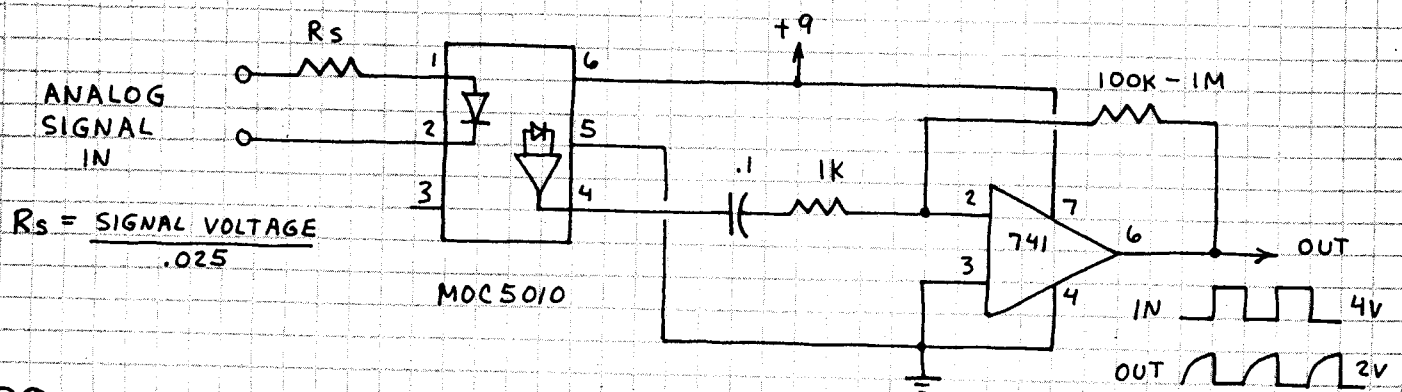 Rs
+9
1
6
100K - 1M
ANALOG
SIGNAL
IN
2
5
3
4
.1
1K
2
7
Rs = SIGNAL VOLTAGE
.025
741
6
OUT
3
4
MOC5010
IN
4V
OUT
2V